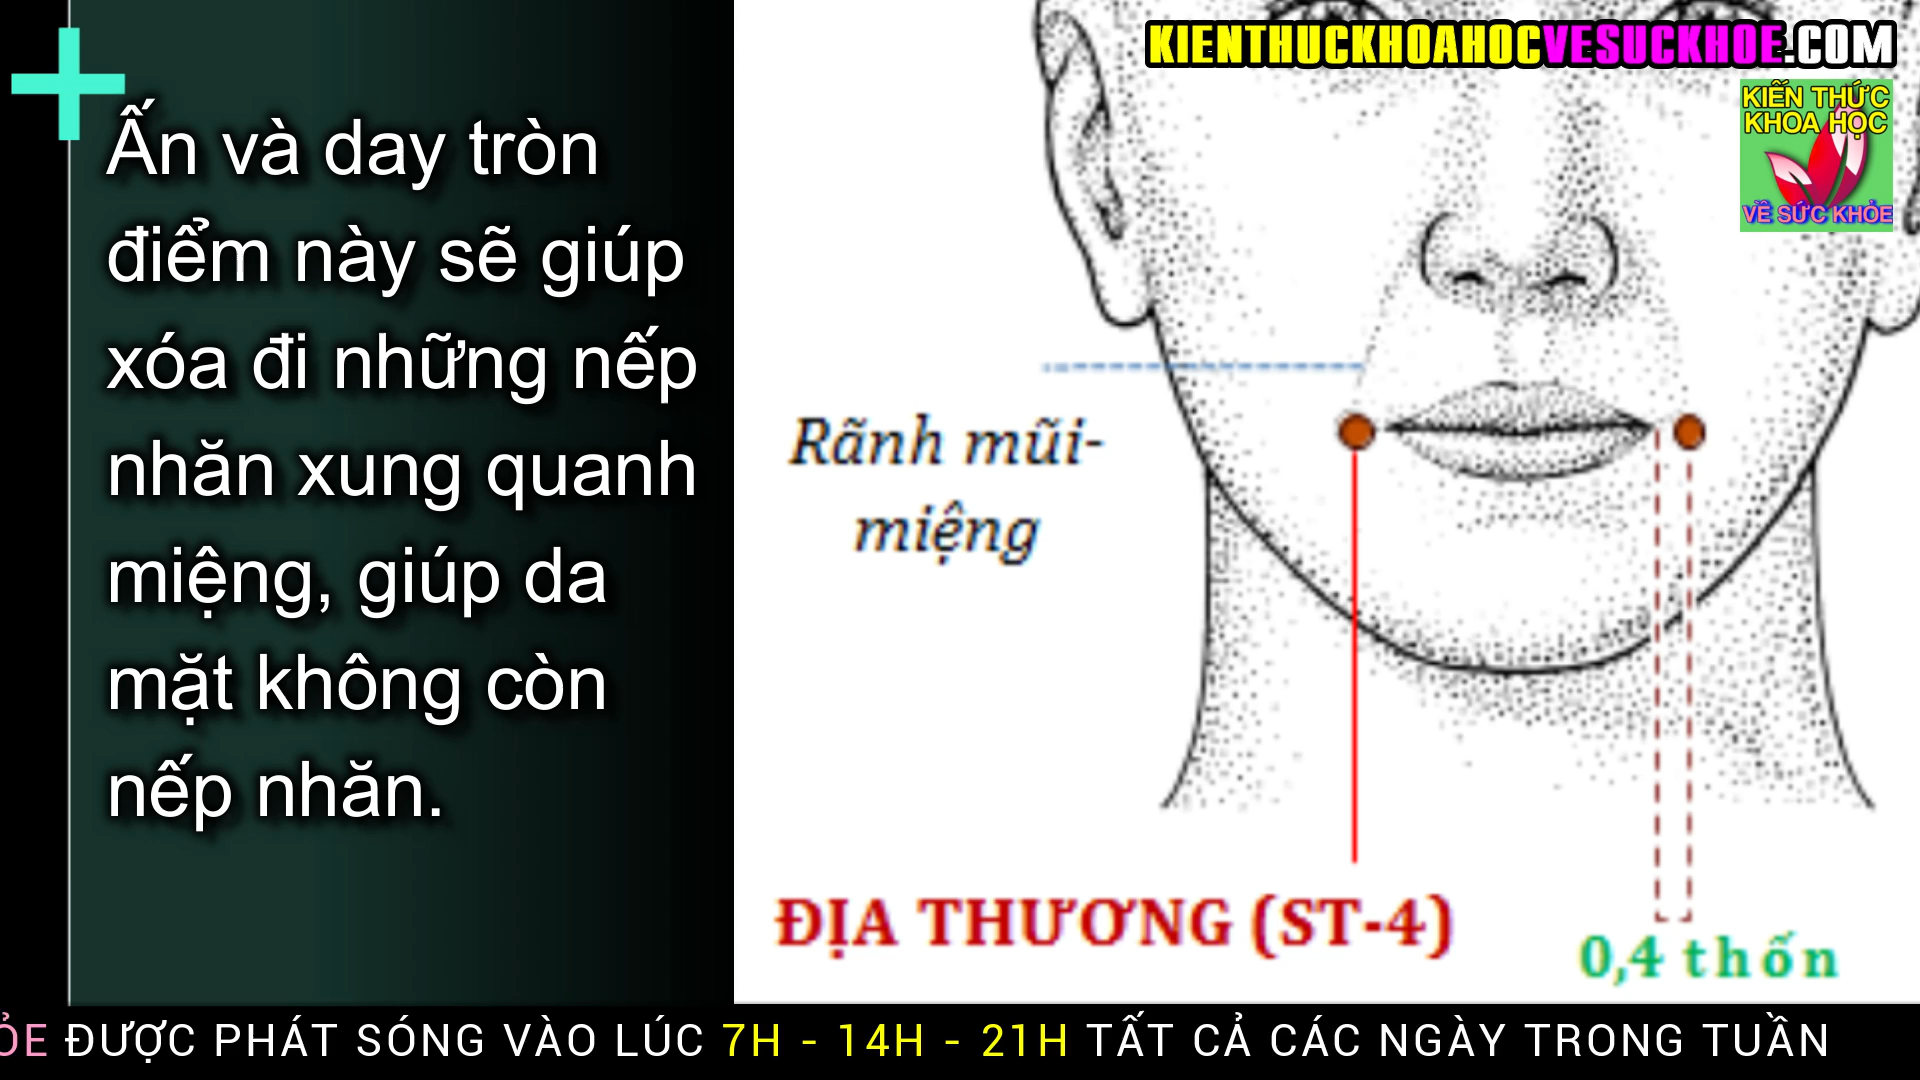 KIENTHUCKHOAHOCVESUCKHOE.COM
KIẾN THỨC
KHOA HỌC
VỀ SỨC KHỎE
Ấn và day tròn
điểm này sẽ giúp
xóa đi những nếp
nhăn xung quanh
miệng, giúp da
mặt không còn
nếp nhăn.
Rãnh mũi-
miệng
ĐỊA THƯƠNG (ST-4)
0,4 thốn
ỎE ĐƯỢC PHÁT SÓNG VÀO LÚC 7H - 14H - 21H TẤT CẢ CÁC NGÀY TRONG TUẦN